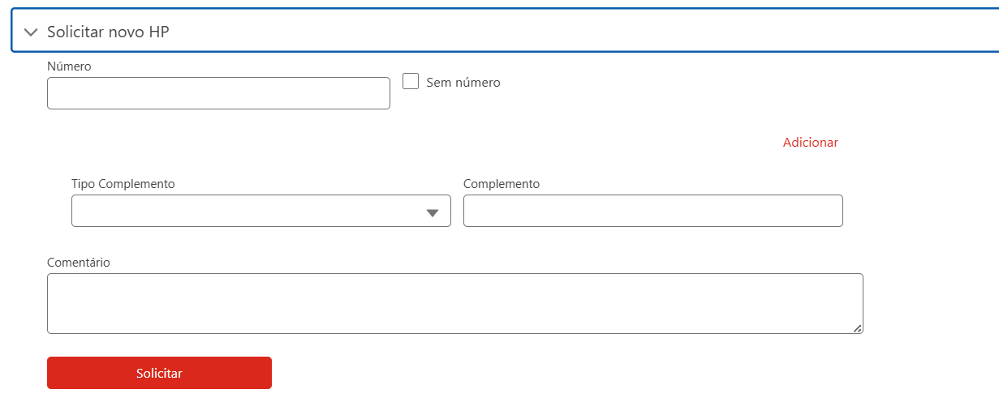 Solicitar novo HP
Número
Sem número
Adicionar
Tipo Complemento
Complemento
Comentário
Solicitar